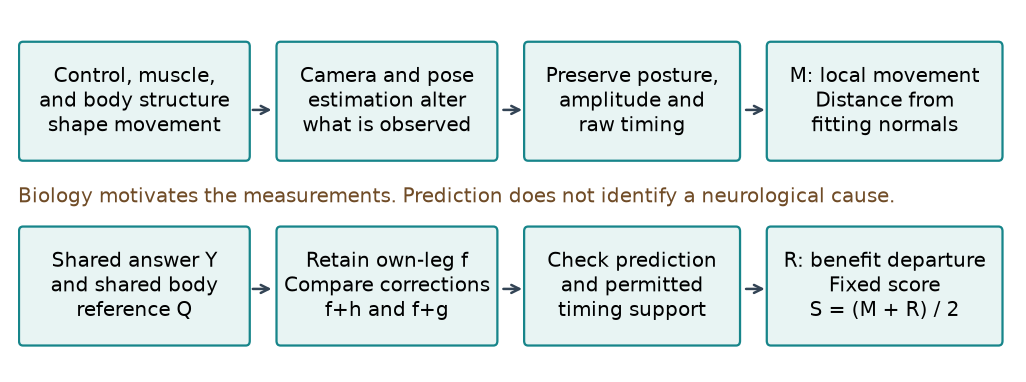 Control, muscle,
and body structure
shape movement
Camera and pose
estimation alter
what is observed
Preserve posture,
amplitude and
raw timing
M: local movement
Distance from
fitting normals
Biology motivates the measurements. Prediction does not identify a neurological cause.
Shared answer Y
and shared body
reference Q
Retain own-leg f
Compare corrections
f+h and f+g
Check prediction
and permitted
timing support
R: benefit departure
Fixed score
S = (M + R) / 2